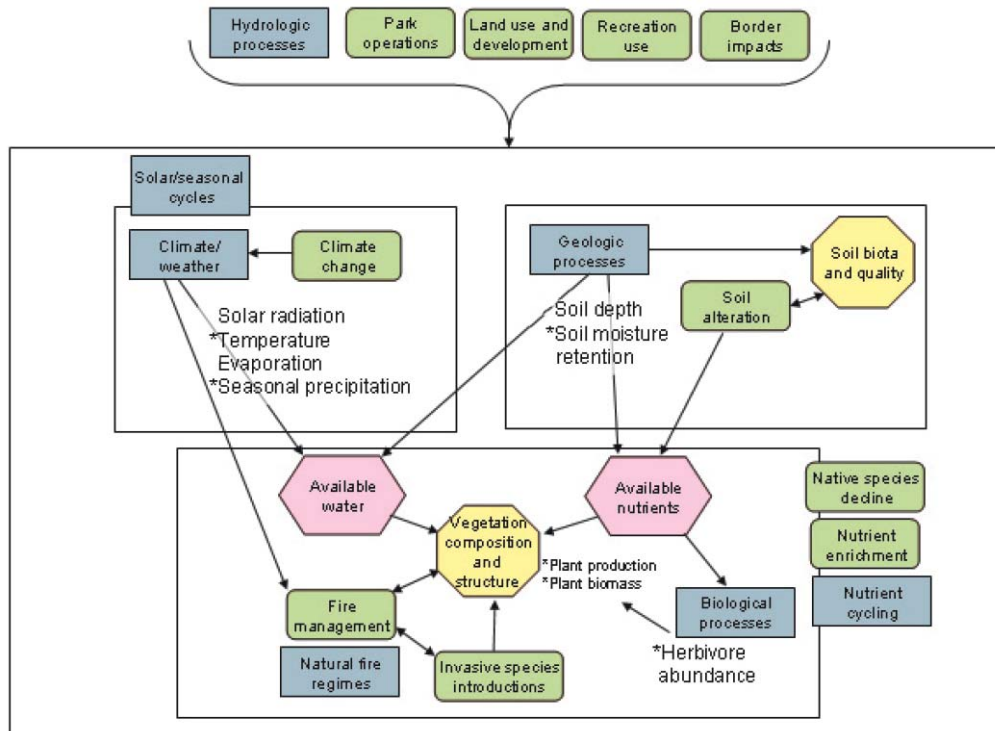 Hydrologic
processes
Park
operations
Land use and
development
Recreation
use
Border
impacts
Solar/seasonal
cycles
Climate/
weather
Climate
change
Solar radiation
*Temperature
Evaporation
*Seasonal precipitation
Geologic
processes
Soil biota
and quality
Soil
alteration
Soil depth
*Soil moisture
retention
Available
water
Available
nutrients
Vegetation
composition
and
structure
*Plant production
*Plant biomass
Native species
decline
Nutrient
enrichment
Nutrient
cycling
Fire
management
Natural fire
regimes
Invasive species
introductions
Biological
processes
*Herbivore
abundance